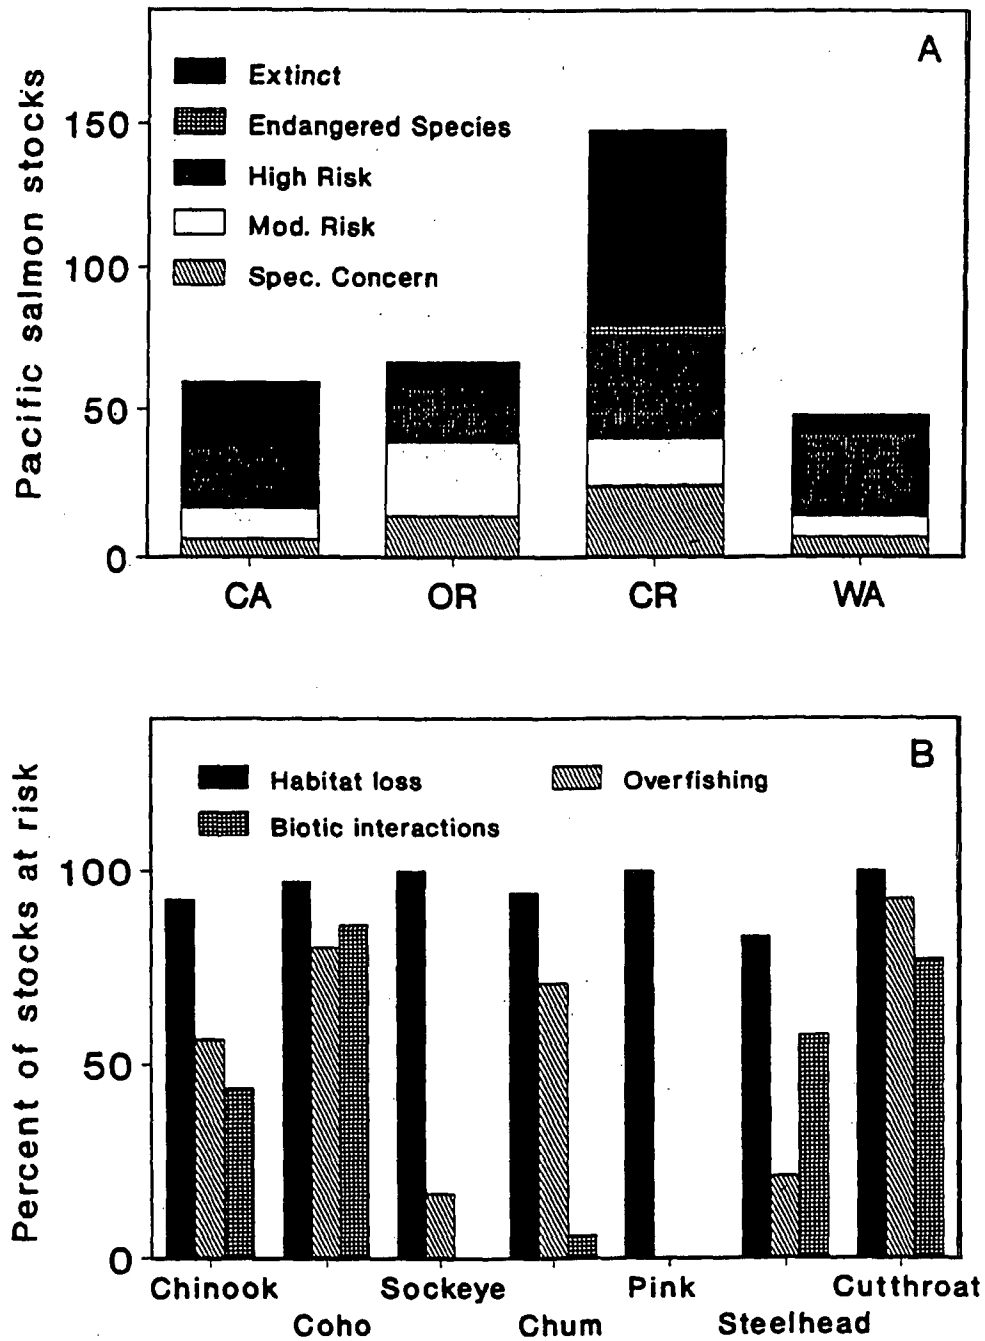 A
Extinct
Endangered Species
High Risk
Mod. Risk
Spec. Concern
Pacific salmon stocks
150
100
50
0
CA OR CR WA
B
Habitat loss Overfishing
Biotic interactions
Percent of stocks at risk
100
50
0
Chinook Sockeye Pink Cutthroat
Coho Chum Steelhead